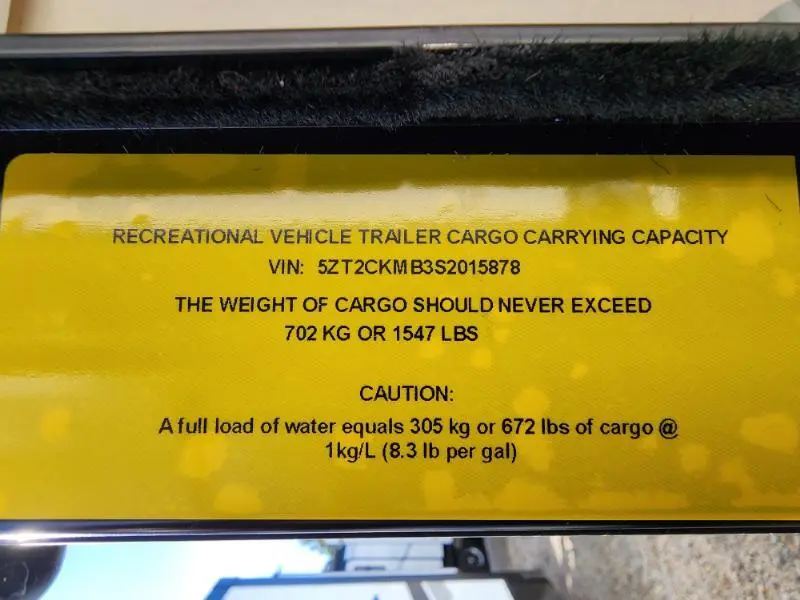 RECREATIONAL VEHICLE TRAILER CARGO CARRYING CAPACITY
VIN: 5ZT2CKMB3S2015878
THE WEIGHT OF CARGO SHOULD NEVER EXCEED
702 KG OR 1547 LBS
CAUTION:
A full load of water equals 305 kg or 672 lbs of cargo @
1kg/L (8.3 lb per gal)